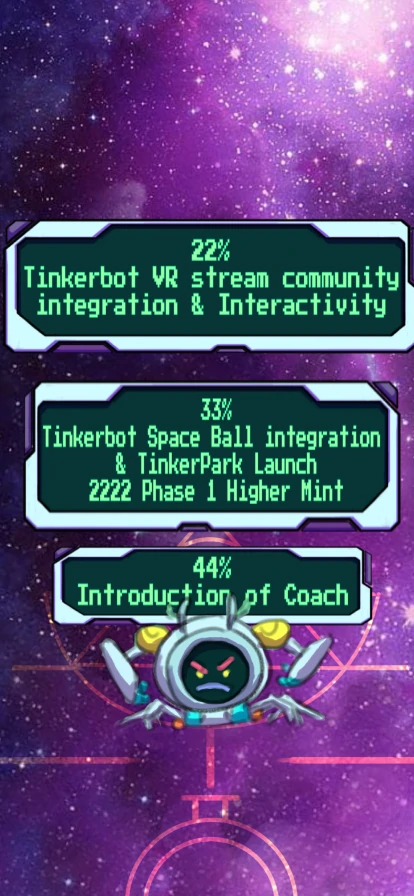 22%
Tinkerbot VR stream community
integration & Interactivity
33%
Tinkerbot Space Ball integration
& TinkerPark Launch
2222 Phase 1 Higher Mint
44%
Introduction of Coach